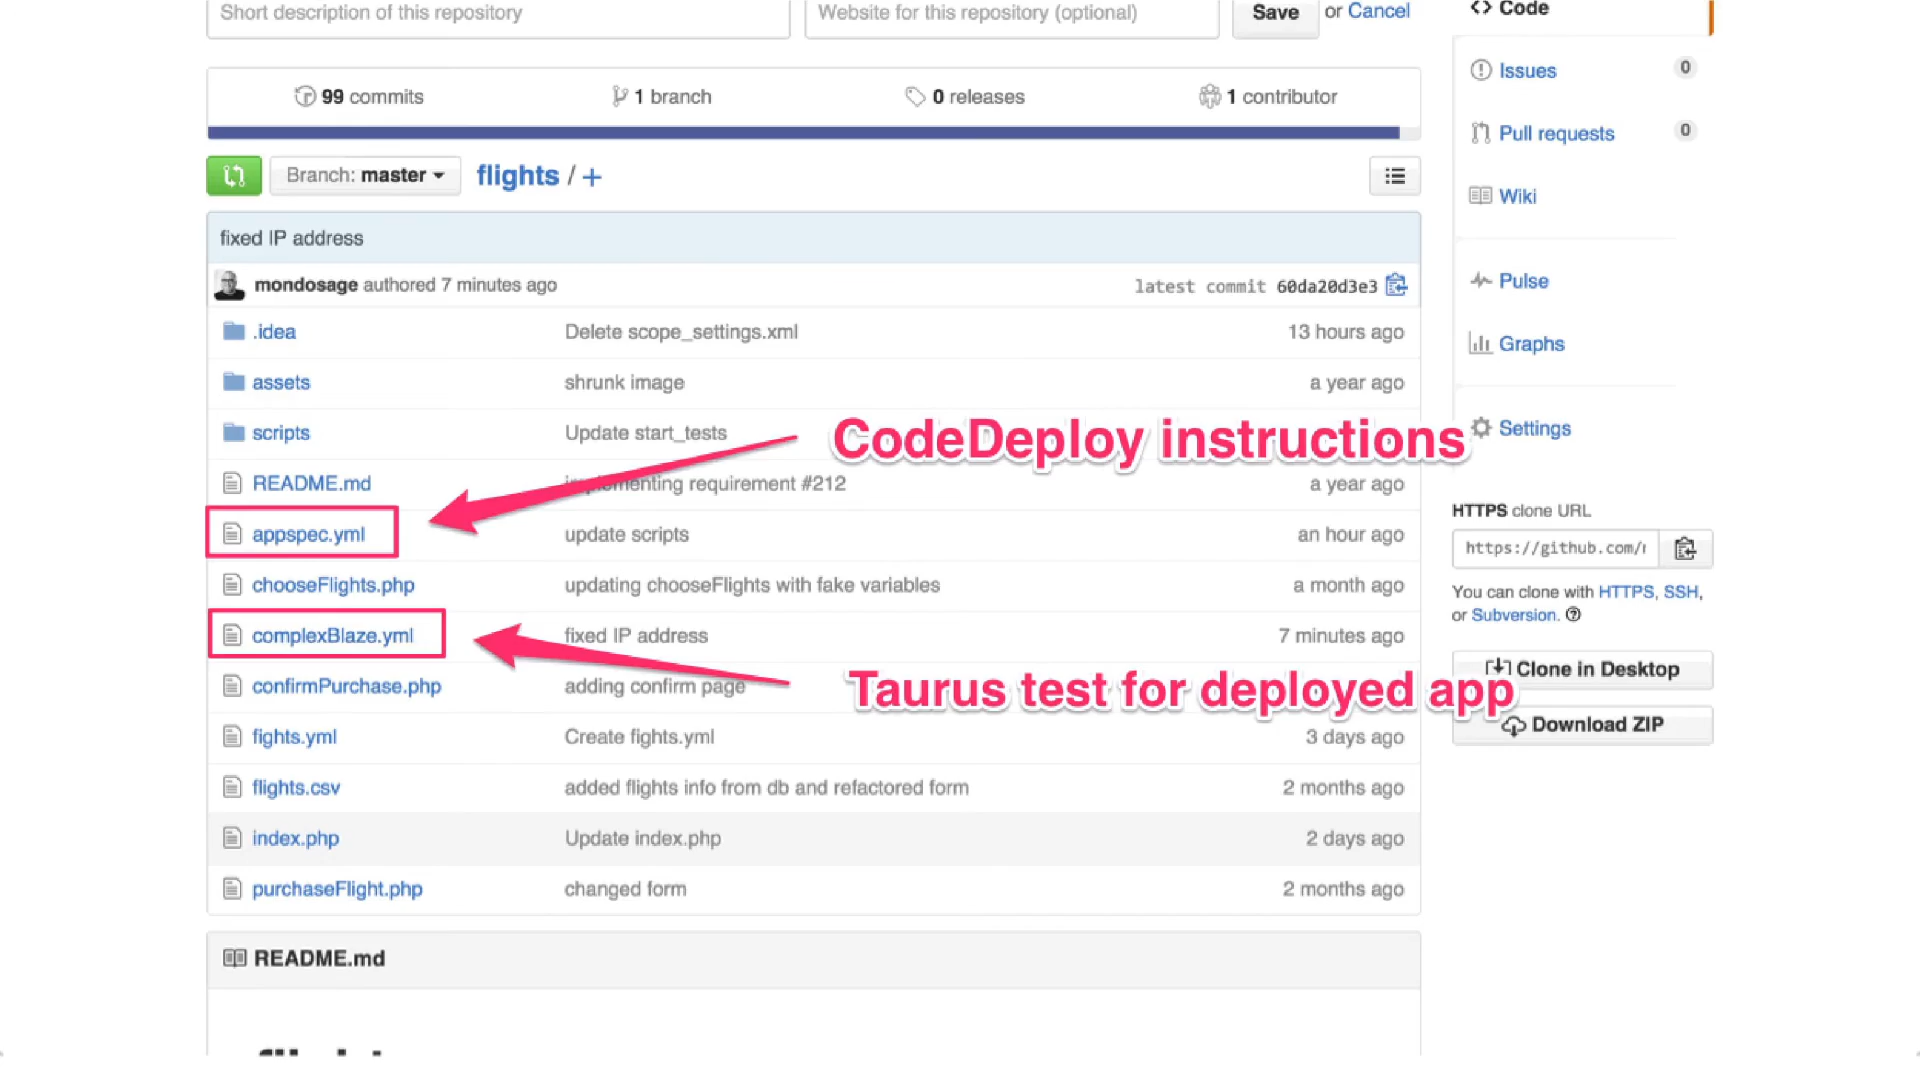 Short description of this repository
Website for this repository (optional)
Save or Cancel
99 commits
1 branch
0 releases
1 contributor
Branch: master
flights / +
fixed IP address
mondosage authored 7 minutes ago
latest commit 60da20d3e3
.idea Delete scope_settings.xml 13 hours ago
assets shrunk image a year ago
scripts Update start_tests
CodeDeploy instructions
README.md implementing requirement #212 a year ago
appspec.yml update scripts an hour ago
chooseFlights.php updating chooseFlights with fake variables a month ago
complexBlaze.yml fixed IP address 7 minutes ago
confirmPurchase.php adding confirm page
Taurus test for deployed app
fights.yml Create fights.yml 3 days ago
flights.csv added flights info from db and refactored form 2 months ago
index.php Update index.php 2 days ago
purchaseFlight.php changed form 2 months ago
README.md
Code
Issues 0
Pull requests 0
Wiki
Pulse
Graphs
Settings
HTTPS clone URL
https://github.com/
You can clone with HTTPS, SSH,
or Subversion.
Clone in Desktop
Download ZIP